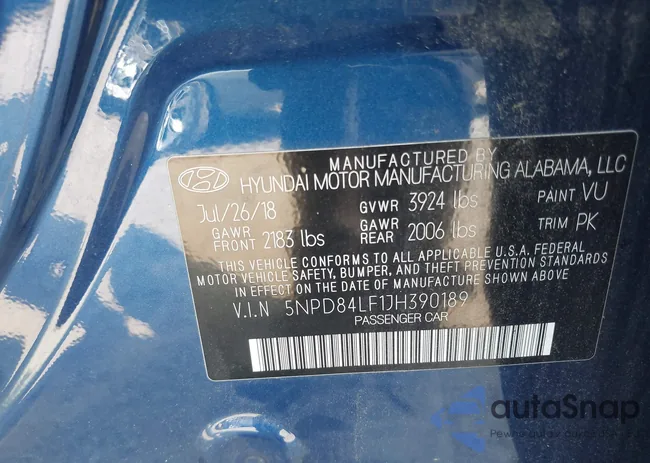 MANUFACTURED BY
HYUNDAI MOTOR MANUFACTURING ALABAMA, LLC
Jul/26/18 GVWR 3924 lbs PAINT VU
GAWR FRONT 2183 lbs GAWR REAR 2006 lbs TRIM PK
THIS VEHICLE CONFORMS TO ALL APPLICABLE U.S.A. FEDERAL
MOTOR VEHICLE SAFETY, BUMPER, AND THEFT PREVENTION STANDARDS
IN EFFECT ON THE DATE OF MANUFACTURE SHOWN ABOVE
V.I.N 5NPD84LF1JH390189
PASSENGER CAR
autoSnap